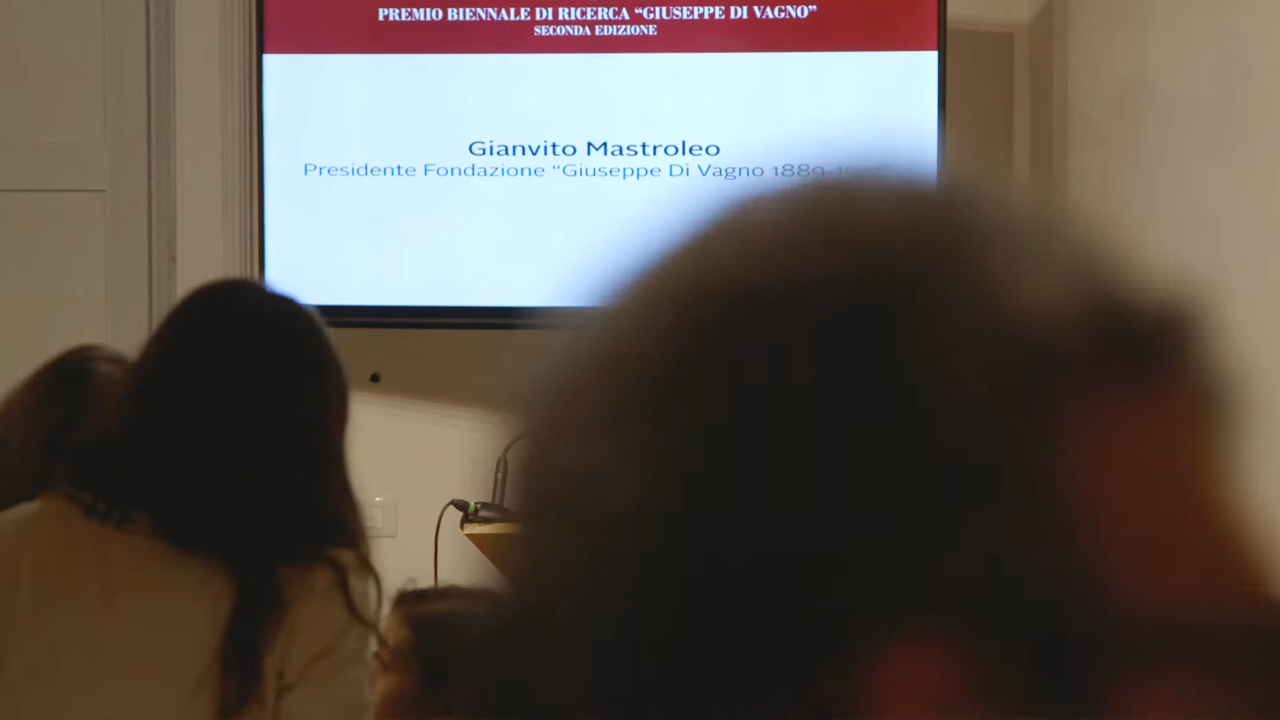 PREMIO BIENNALE DI RICERCA “GIUSEPPE DI VAGNO”
SECONDA EDIZIONE
Gianvito Mastroleo
Presidente Fondazione “Giuseppe Di Vagno